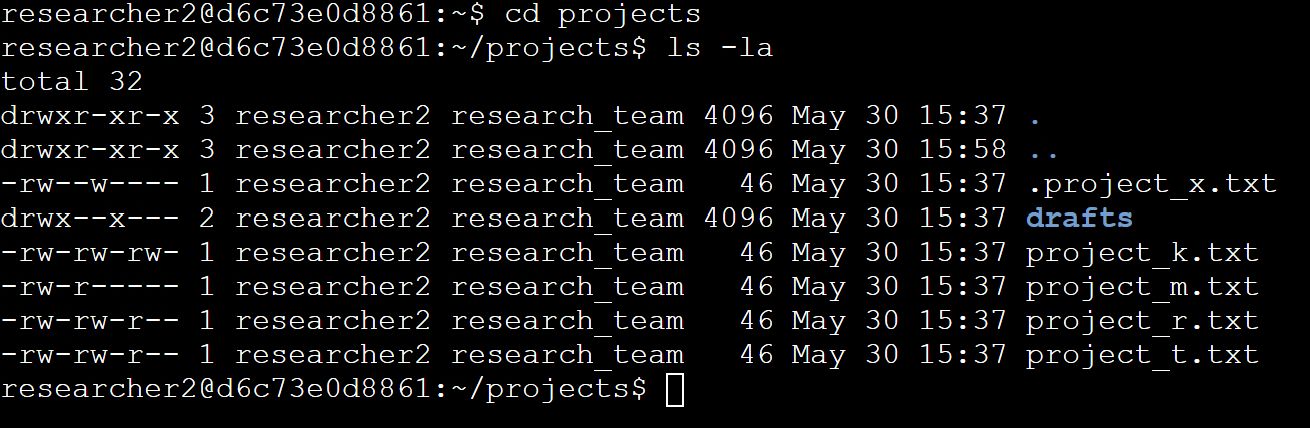 researcher2@d6c73e0d8861:~$ cd projects
researcher2@d6c73e0d8861:~/projects$ ls -la
total 32
drwxr-xr-x 3 researcher2 research_team 4096 May 30 15:37 .
drwxr-xr-x 3 researcher2 research_team 4096 May 30 15:58 ..
-rw--w---- 1 researcher2 research_team   46 May 30 15:37 .project_x.txt
drwx--x--- 2 researcher2 research_team 4096 May 30 15:37 drafts
-rw-rw-rw- 1 researcher2 research_team   46 May 30 15:37 project_k.txt
-rw-r----- 1 researcher2 research_team   46 May 30 15:37 project_m.txt
-rw-rw-r-- 1 researcher2 research_team   46 May 30 15:37 project_r.txt
-rw-rw-r-- 1 researcher2 research_team   46 May 30 15:37 project_t.txt
researcher2@d6c73e0d8861:~/projects$